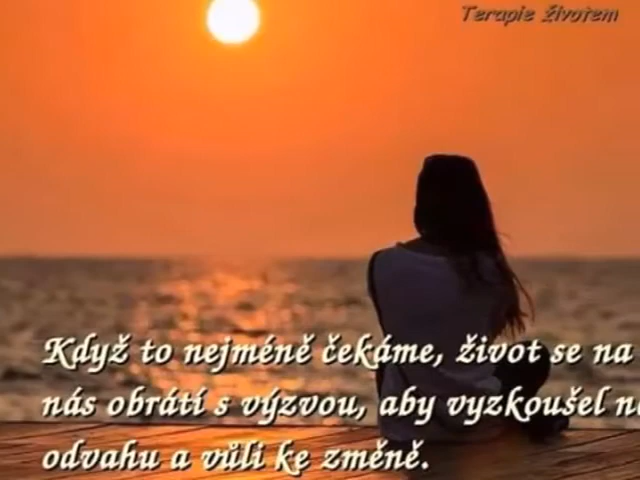 Terapie životem
Když to nejméně čekáme, život se na
nás obrátí s výzvou, aby vyzkoušel
odvahu a vůli ke změně.